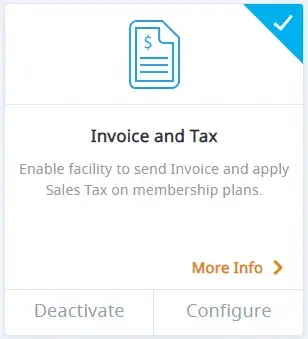 $
Invoice and Tax
Enable facility to send Invoice and apply
Sales Tax on membership plans.
More Info
Deactivate
Configure